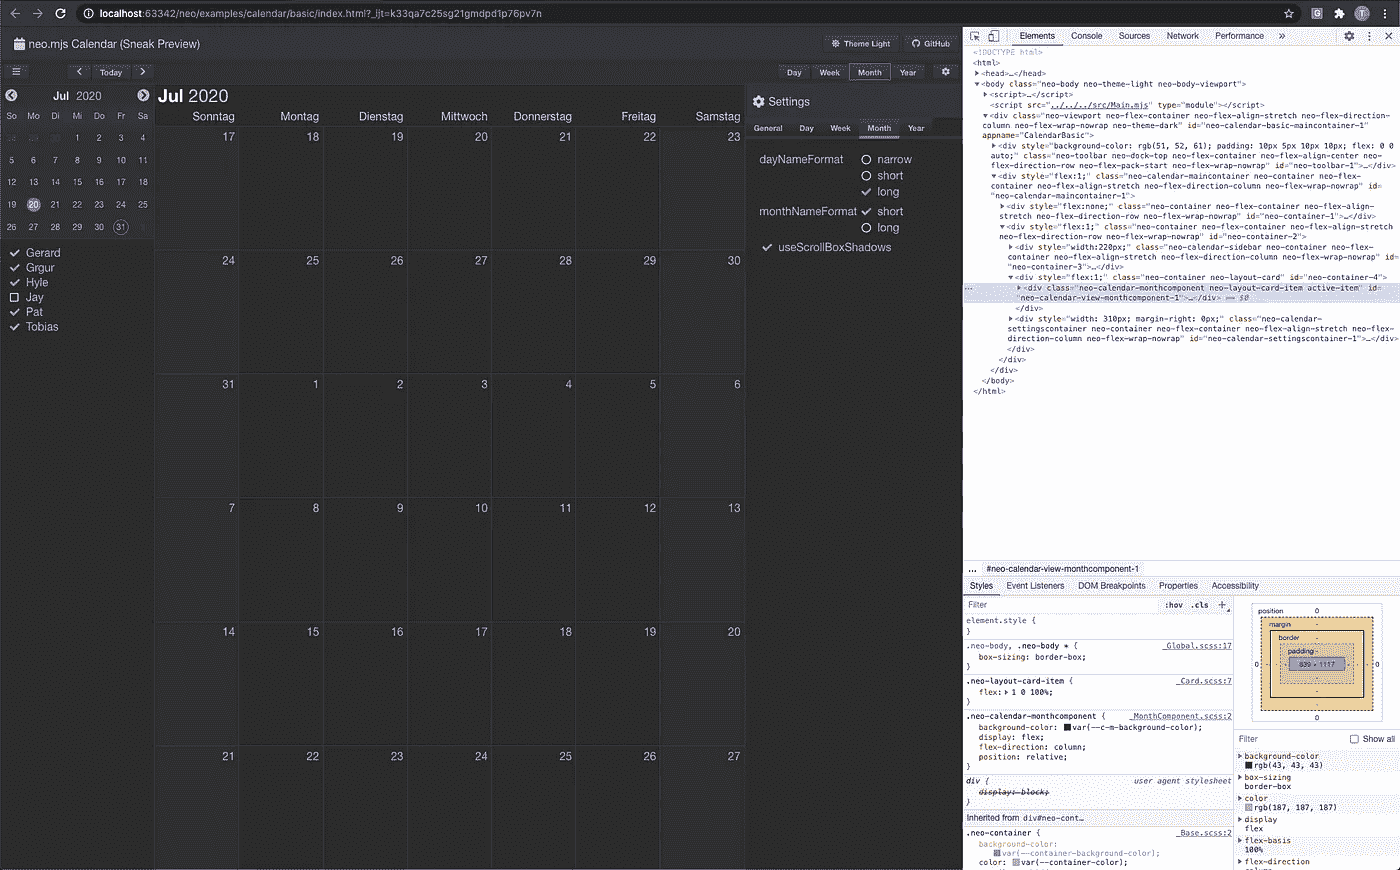 localhost:63342/neo/examples/calendar/basic/index.html?_ijt=k33qa7c25sg21gmdpd1p76pv7n
neo.mjs Calendar (Sneak Preview)
Theme Light
GitHub
Today
Day Week Month Year
Jul 2020
So Mo Di Mi Do Fr Sa
1 2 3 4
5 6 7 8 9 10 11
12 13 14 15 16 17 18
19 20 21 22 23 24 25
26 27 28 29 30 31
Gerard
Grgur
Hyle
Jay
Pat
Tobias
Jul 2020
Sonntag Montag Dienstag Mittwoch Donnerstag Freitag Samstag
17 18 19 20 21 22 23
24 25 26 27 28 29 30
31 1 2 3 4 5 6
7 8 9 10 11 12 13
14 15 16 17 18 19 20
21 22 23 24 25 26 27
Settings
General Day Week Month Year
dayNameFormat narrow
short
long
monthNameFormat short
long
useScrollBoxShadows
Elements Console Sources Network Performance »
<!DOCTYPE html>
<html>
<head>…</head>
<body class="neo-body neo-theme-light neo-body-viewport">
<script>…</script>
<script src="../../../src/Main.mjs" type="module"></script>
<div class="neo-viewport neo-flex-container neo-flex-align-stretch neo-flex-direction-
column neo-flex-wrap-nowrap neo-theme-dark" id="neo-calendar-basic-maincontainer-1"
appname="CalendarBasic">
<div style="background-color: rgb(51, 52, 61); padding: 10px 5px 10px 10px; flex: 0 0
auto;" class="neo-toolbar neo-dock-top neo-flex-container neo-flex-align-center neo-
flex-direction-row neo-flex-pack-start neo-flex-wrap-nowrap" id="neo-toolbar-1">…</div>
<div style="flex:1;" class="neo-calendar-maincontainer neo-container neo-flex-
container neo-flex-align-stretch neo-flex-direction-column neo-flex-wrap-nowrap" id=
"neo-calendar-maincontainer-1">
<div style="flex:none;" class="neo-container neo-flex-container neo-flex-align-
stretch neo-flex-direction-row neo-flex-wrap-nowrap" id="neo-container-1">…</div>
<div style="flex:1;" class="neo-container neo-flex-container neo-flex-align-stretch
neo-flex-direction-row neo-flex-wrap-nowrap" id="neo-container-2">
<div style="width:220px;" class="neo-calendar-sidebar neo-container neo-flex-
container neo-flex-align-stretch neo-flex-direction-column neo-flex-wrap-nowrap" id=
"neo-container-3">…</div>
<div style="flex:1;" class="neo-container neo-layout-card" id="neo-container-4">
<div class="neo-calendar-monthcomponent neo-layout-card-item active-item" id=
"neo-calendar-view-monthcomponent-1">…</div> == $0
</div>
<div style="width: 310px; margin-right: 0px;" class="neo-calendar-
settingscontainer neo-container neo-flex-container neo-flex-align-stretch neo-flex-
direction-column neo-flex-wrap-nowrap" id="neo-calendar-settingscontainer-1">…</div>
</div>
</div>
</div>
</body>
</html>
... #neo-calendar-view-monthcomponent-1
Styles Event Listeners DOM Breakpoints Properties Accessibility
Filter :hov .cls +
element.style {
}
.neo-body, .neo-body * { _Global.scss:17
box-sizing: border-box;
}
.neo-layout-card-item { _Card.scss:7
flex: 1 0 100%;
}
.neo-calendar-monthcomponent { _MonthComponent.scss:2
background-color: var(--c-m-background-color);
display: flex;
flex-direction: column;
position: relative;
}
div { user agent stylesheet
display: block;
}
Inherited from div#neo-cont…
.neo-container { _Base.scss:2
background-color:
var(--container-background-color);
color: var(--container-color);
position 0
margin -
border -
padding -
0 - - - 839 × 1117 - - - 0
-
-
-
0
Filter Show all
background-color
rgb(43, 43, 43)
box-sizing
border-box
color
rgb(187, 187, 187)
display
flex
flex-basis
100%
flex-direction